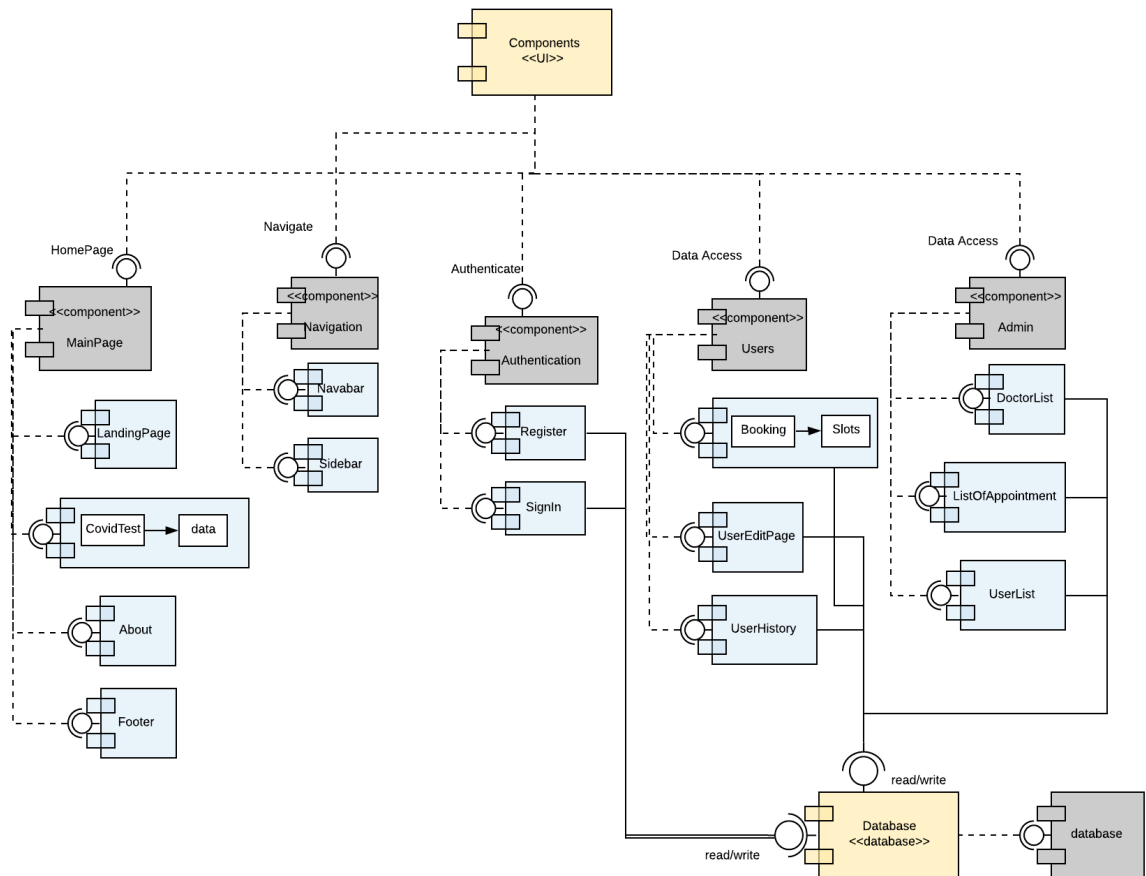 Components
<<UI>>
Navigate
HomePage
Authenticate
Data Access
Data Access
<<component>>
MainPage
<<component>>
Navigation
<<component>>
Authentication
<<component>>
Users
<<component>>
Admin
LandingPage
CovidTest
data
About
Footer
Navabar
Sidebar
Register
SignIn
Booking
Slots
UserEditPage
UserHistory
DoctorList
ListOfAppointment
UserList
read/write
read/write
Database
<<database>>
database